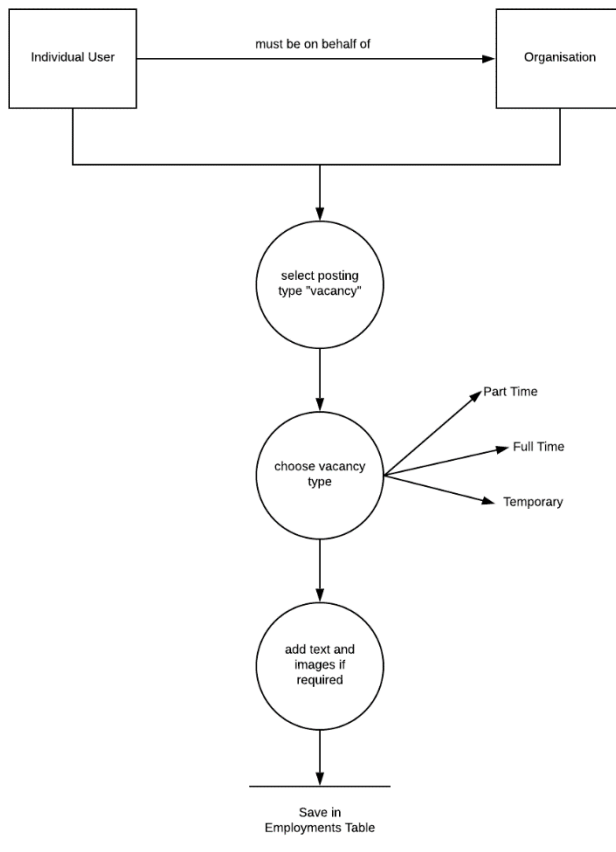 Individual User
must be on behalf of
Organisation
select posting
type "vacancy"
choose vacancy
type
Part Time
Full Time
Temporary
add text and
images if
required
Save in
Employments Table